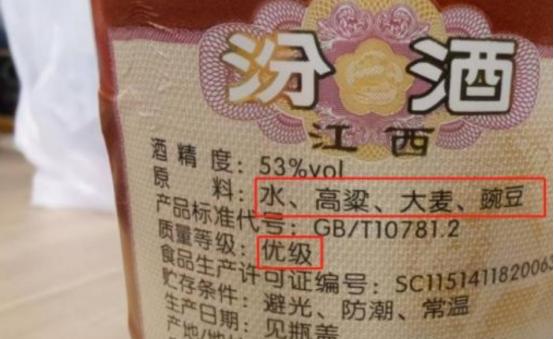 汾酒
江西
酒精度：53%vol
原料：水、高粱、大麦、豌豆
产品标准代号：GB/T10781.2
质量等级：优级
食品生产许可证编号：SC1151411820063
贮存条件：避光、防潮、常温
生产日期：见瓶盖
产地/地